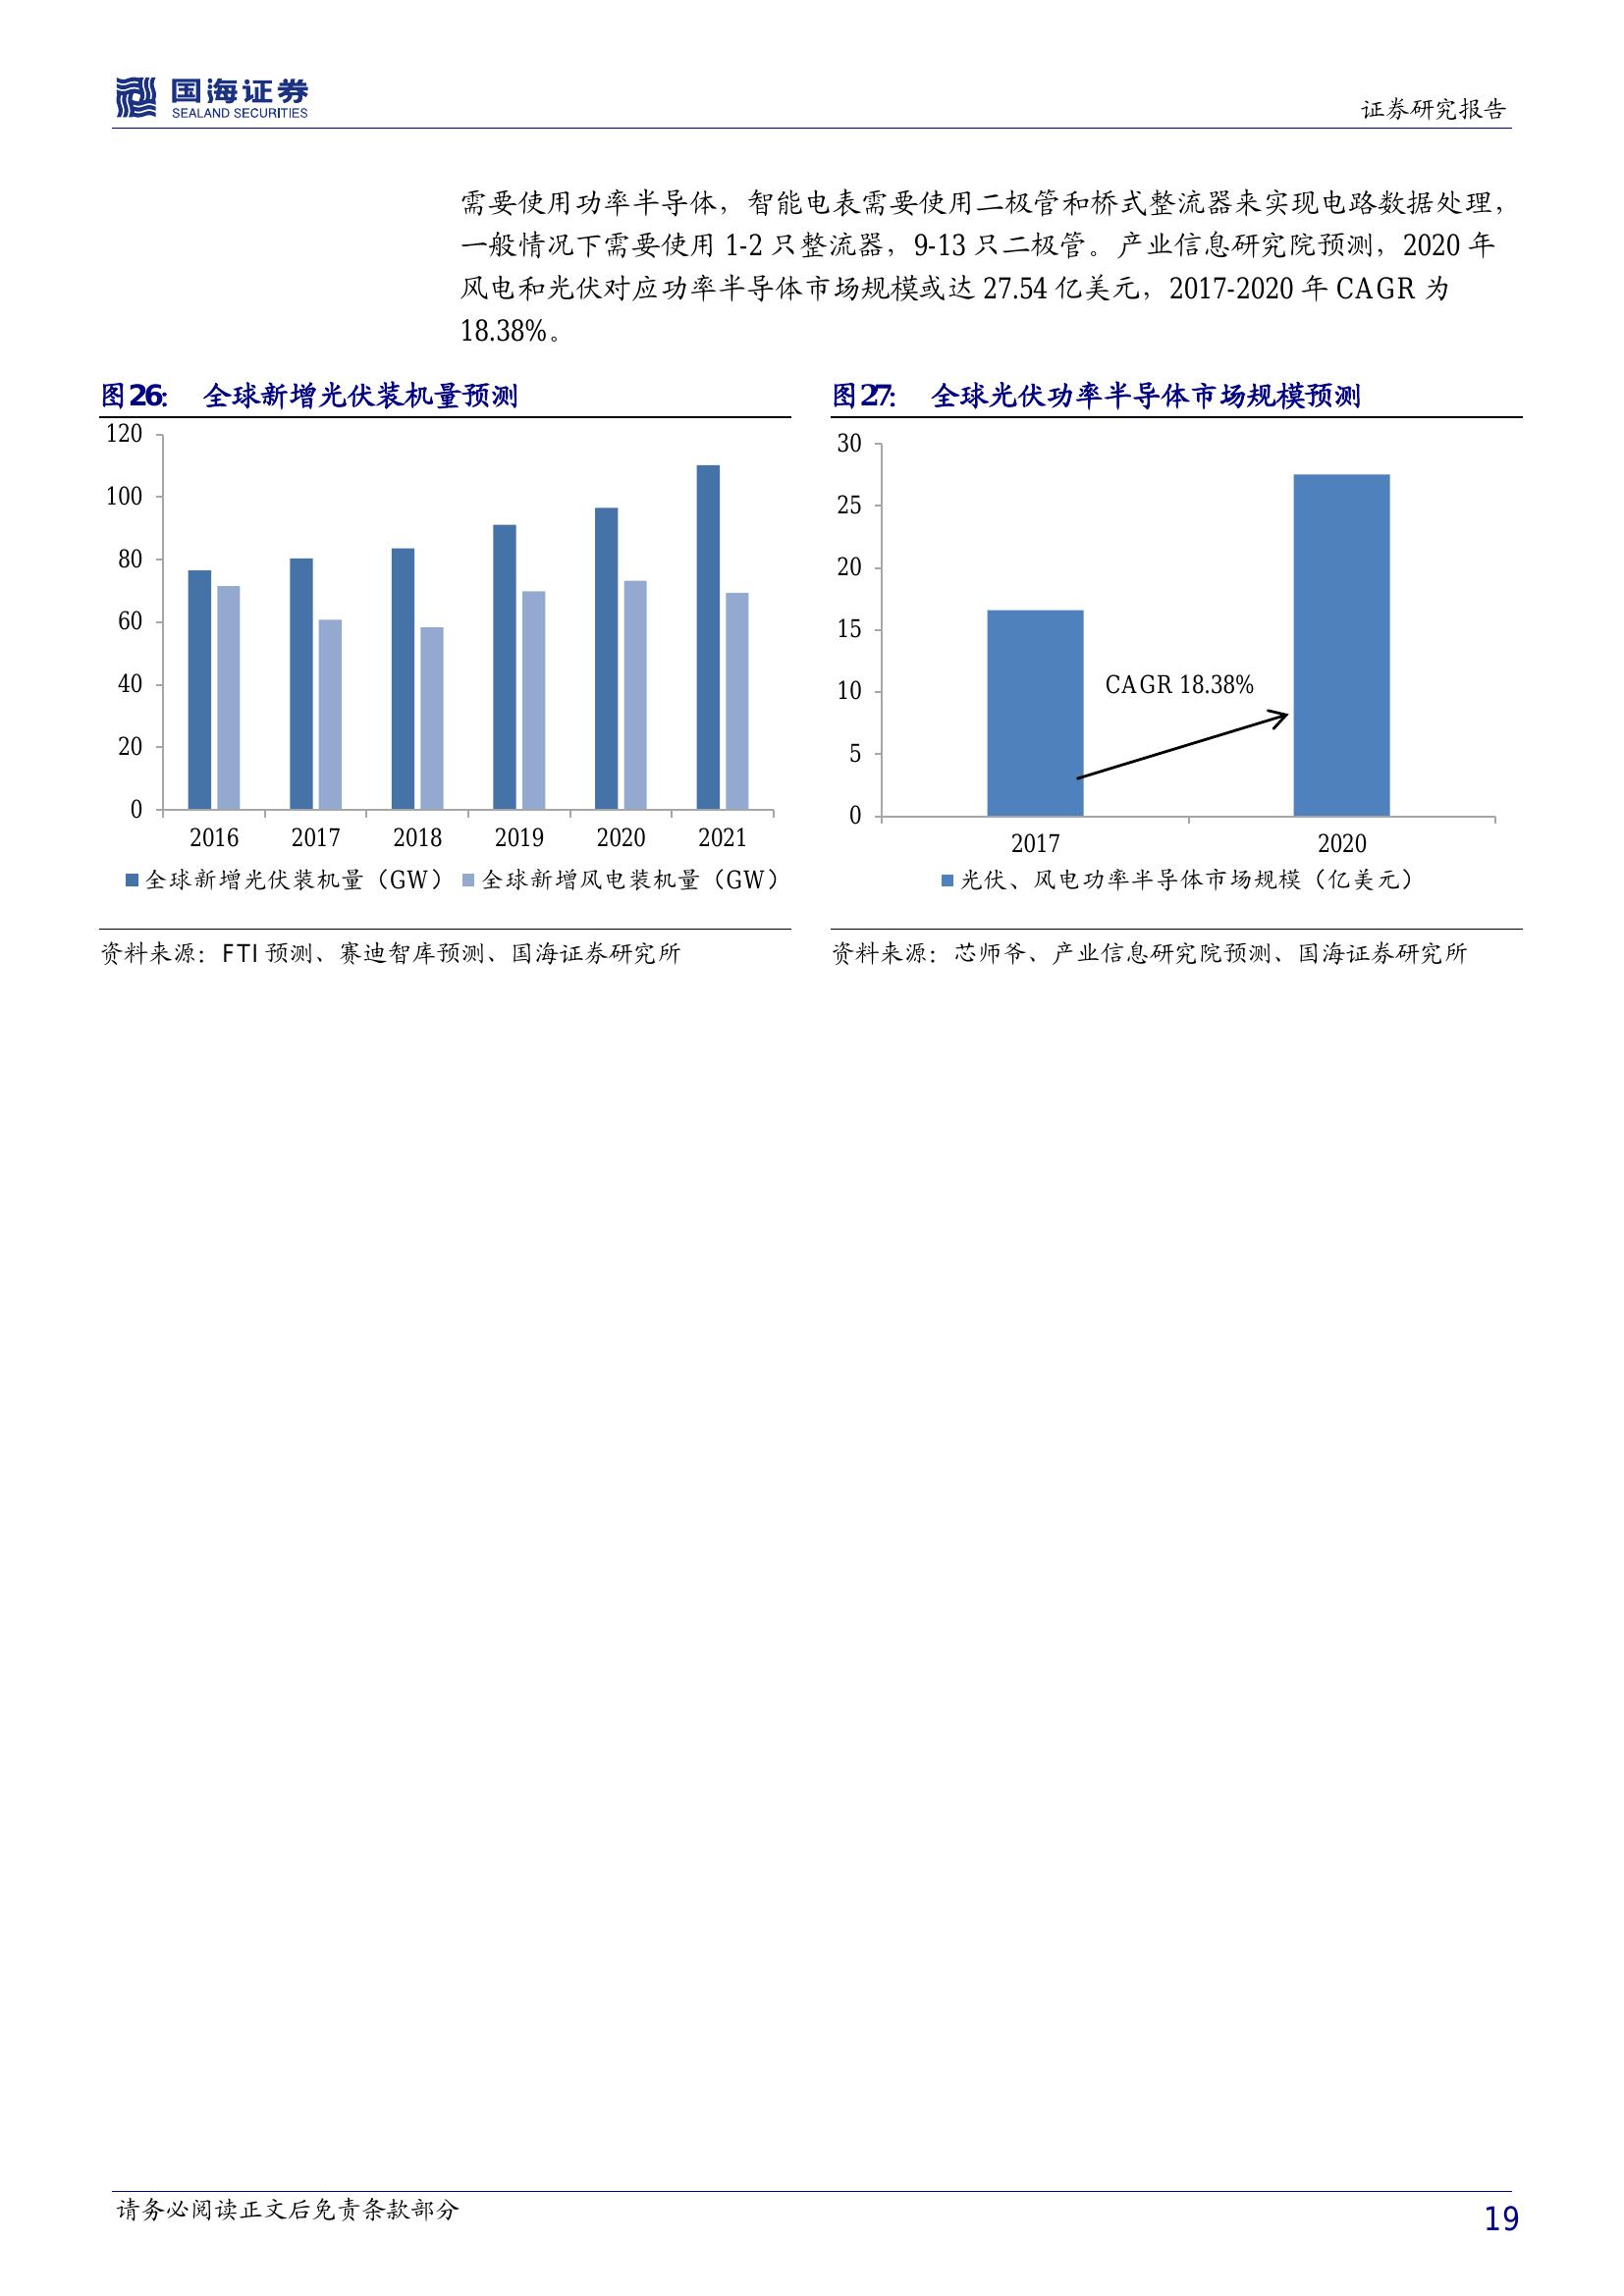 国海证券
SEALAND SECURITIES
证券研究报告
需要使用功率半导体，智能电表需要使用二极管和桥式整流器来实现电路数据处理，
一般情况下需要使用 1-2 只整流器，9-13 只二极管。产业信息研究院预测，2020 年
风电和光伏对应功率半导体市场规模或达 27.54 亿美元，2017-2020 年 CAGR 为
18.38%。
图 26： 全球新增光伏装机量预测
120
100
80
60
40
20
0
2016 2017 2018 2019 2020 2021
全球新增光伏装机量（GW） 全球新增风电装机量（GW）
资料来源：FTI 预测、赛迪智库预测、国海证券研究所
图 27： 全球光伏功率半导体市场规模预测
30
25
20
15
10
5
0
CAGR 18.38%
2017 2020
光伏、风电功率半导体市场规模（亿美元）
资料来源：芯师爷、产业信息研究院预测、国海证券研究所
请务必阅读正文后免责条款部分
19